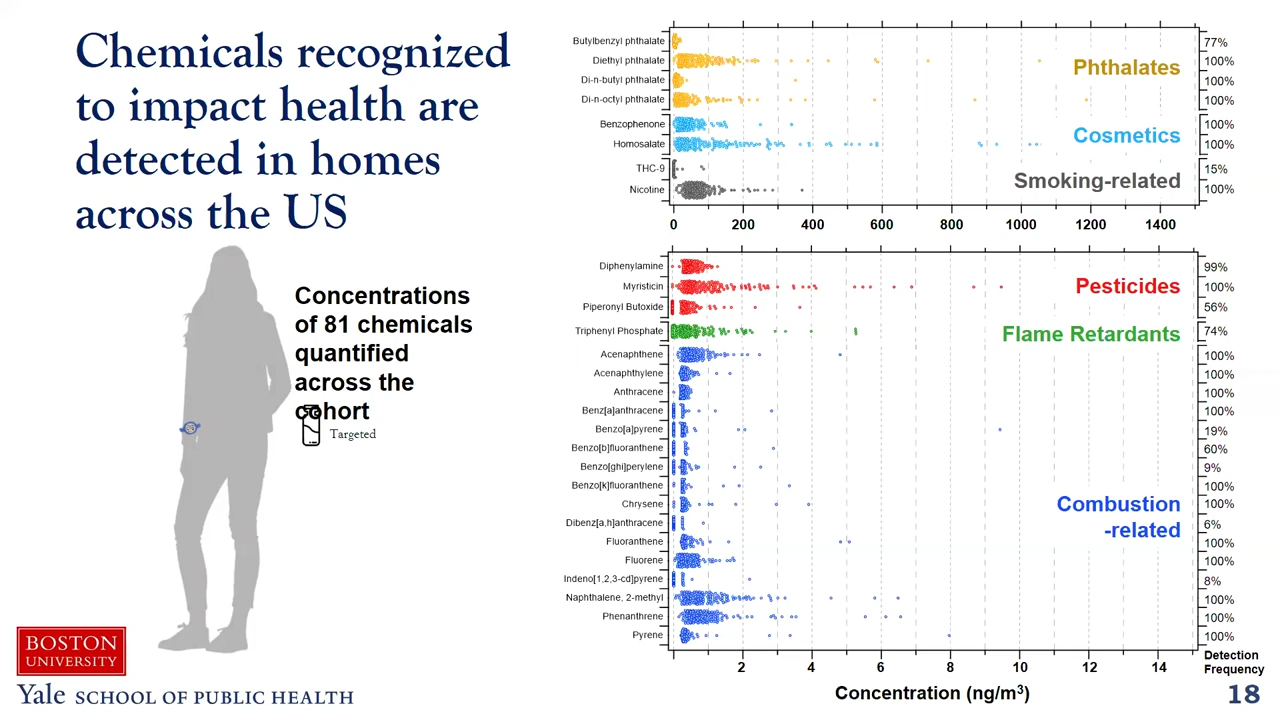 Chemicals recognized
to impact health are
detected in homes
across the US
Concentrations
of 81 chemicals
quantified
across the
cohort
Targeted
Butylbenzyl phthalate 77%
Diethyl phthalate 100%
Di-n-butyl phthalate 100%
Di-n-octyl phthalate 100%
Phthalates
Benzophenone 100%
Homosalate 100%
Cosmetics
THC-9 15%
Nicotine 100%
Smoking-related
0 200 400 600 800 1000 1200 1400
Diphenylamine 99%
Myristicin 100%
Piperonyl Butoxide 56%
Pesticides
Triphenyl Phosphate 74%
Flame Retardants
Acenaphthene 100%
Acenaphthylene 100%
Anthracene 100%
Benz[a]anthracene 100%
Benzo[a]pyrene 19%
Benzo[b]fluoranthene 60%
Benzo[ghi]perylene 9%
Benzo[k]fluoranthene 100%
Chrysene 100%
Dibenz[a,h]anthracene 6%
Fluoranthene 100%
Fluorene 100%
Indeno[1,2,3-cd]pyrene 8%
Naphthalene, 2-methyl 100%
Phenanthrene 100%
Pyrene 100%
Combustion
-related
0 2 4 6 8 10 12 14
Detection
Frequency
Concentration (ng/m³)
BOSTON
UNIVERSITY
Yale SCHOOL OF PUBLIC HEALTH
18